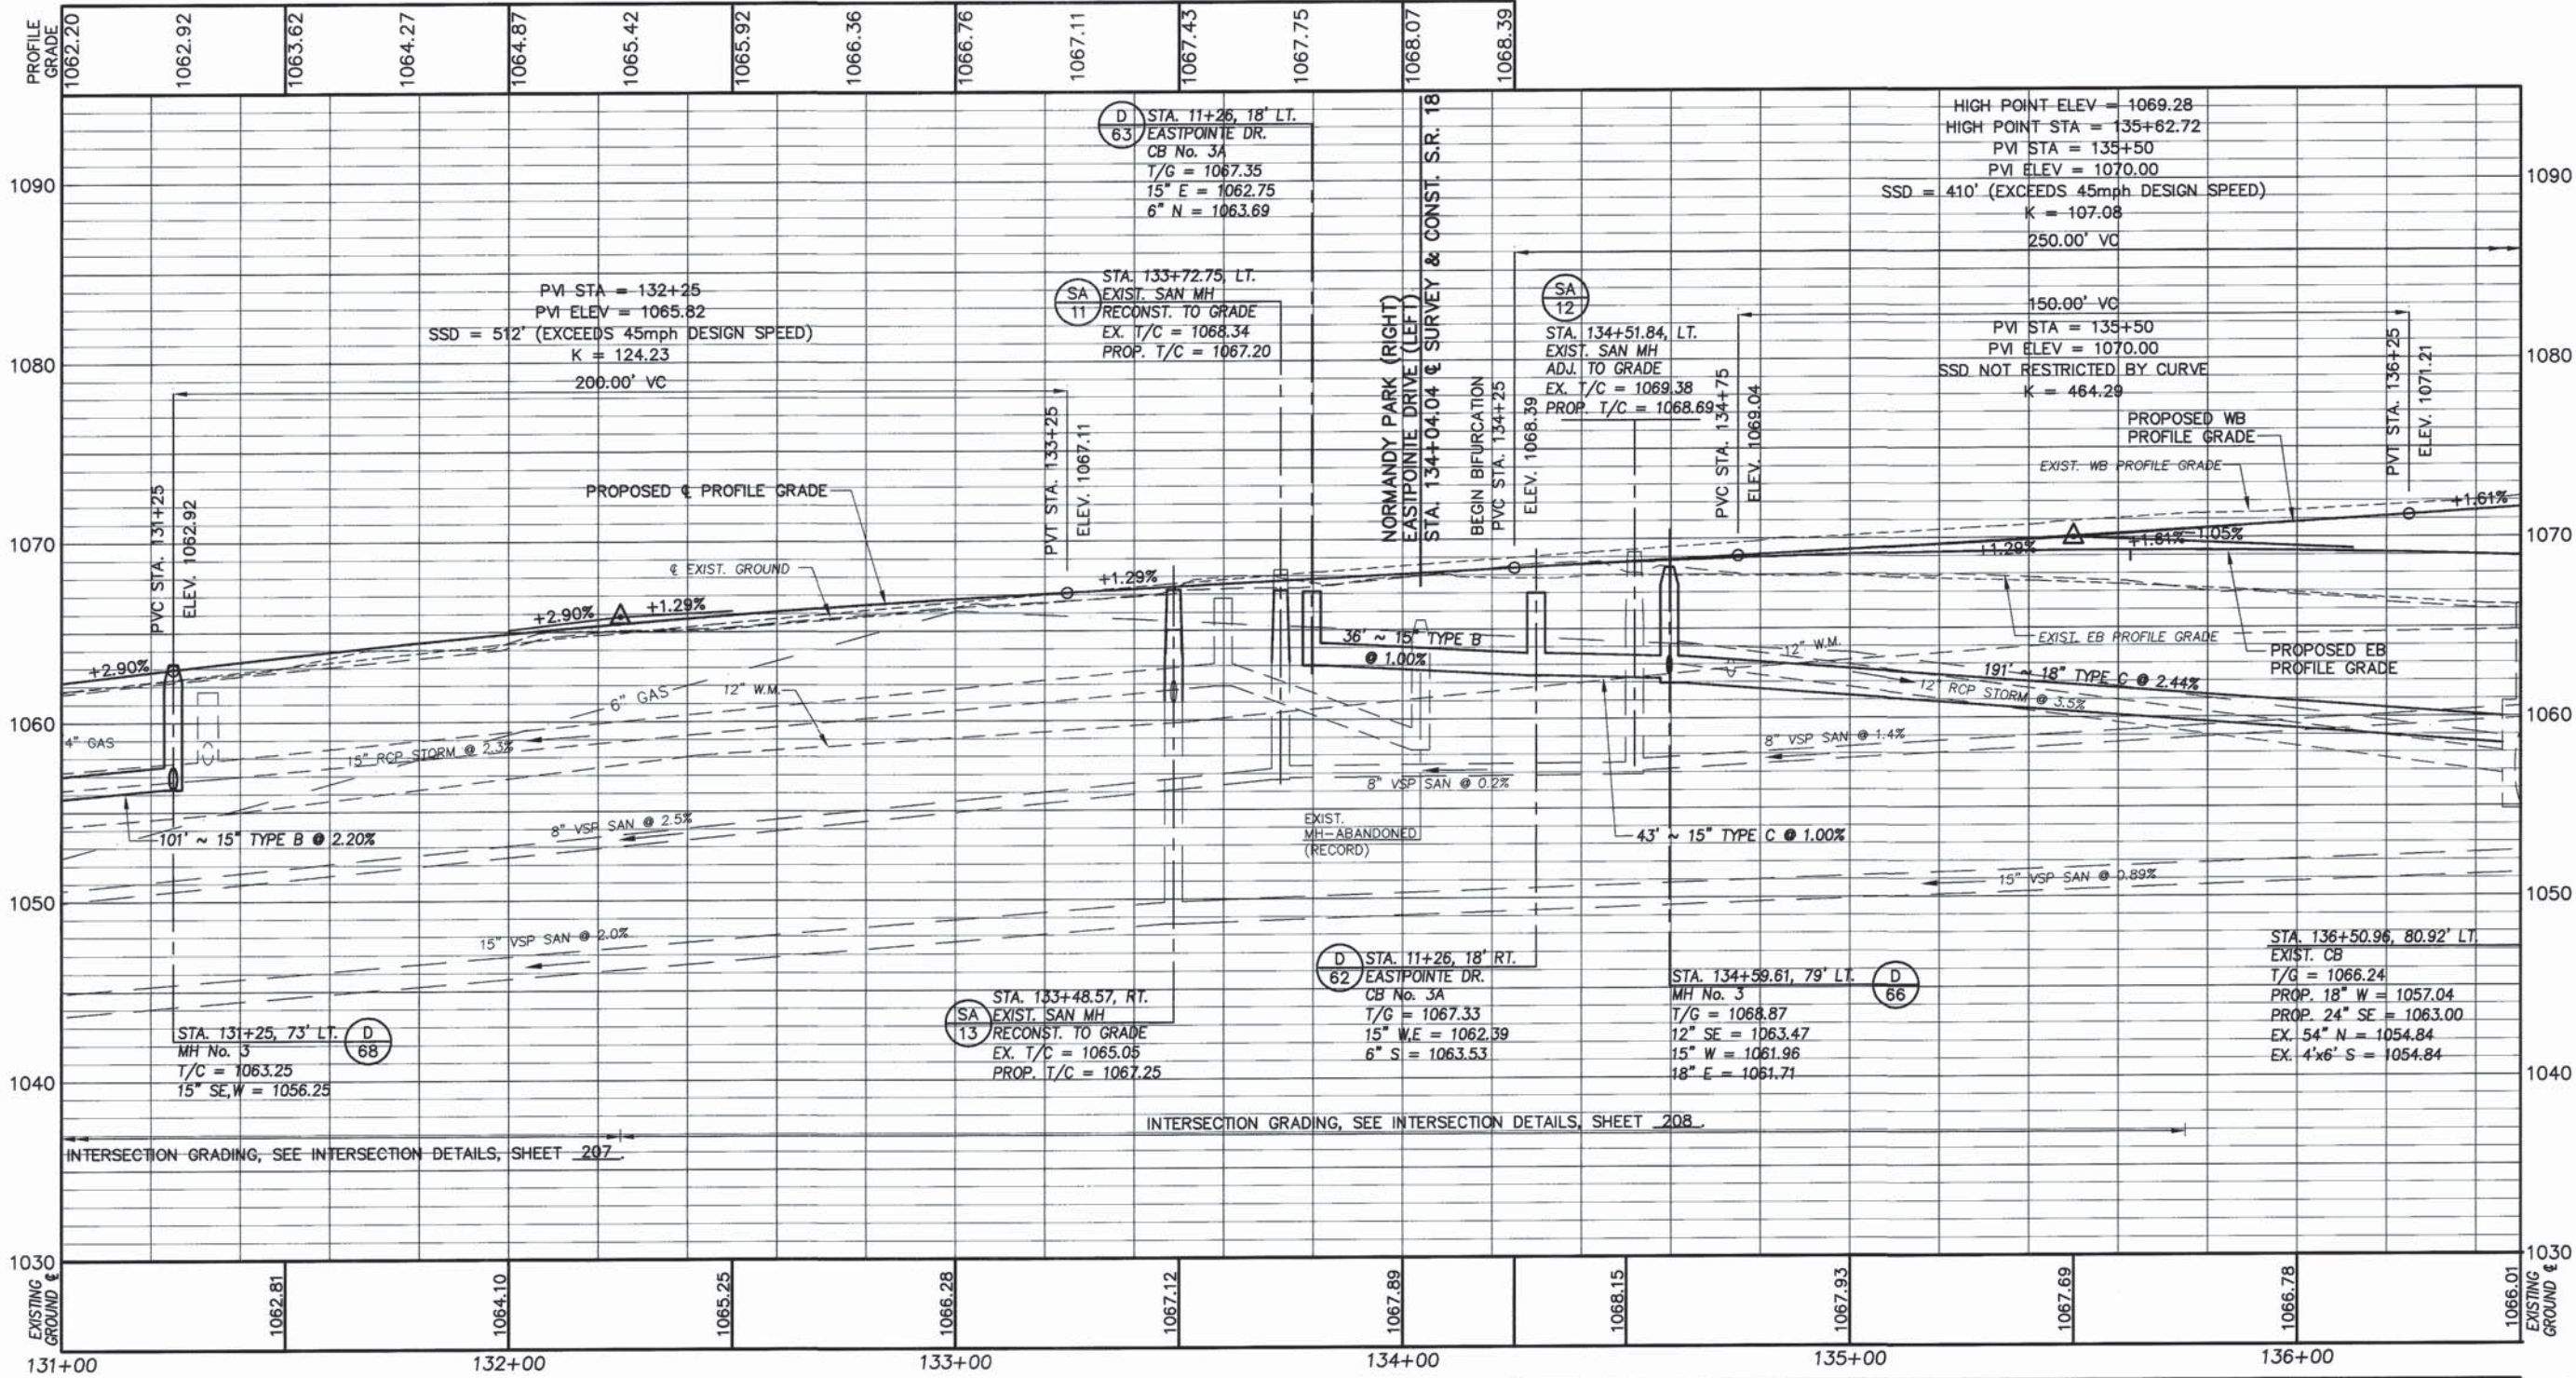 PROFILE
GRADE
1062.20
1062.92
1063.62
1064.27
1064.87
1065.42
1065.92
1066.36
1066.76
1067.11
1067.43
1067.75
1068.07
1068.39
D
63
STA. 11+26, 18' LT.
EASTPOINTE DR.
CB No. 3A
T/G = 1067.35
15" E = 1062.75
6" N = 1063.69
HIGH POINT ELEV = 1069.28
HIGH POINT STA = 135+62.72
PVI STA = 135+50
PVI ELEV = 1070.00
SSD = 410' (EXCEEDS 45mph DESIGN SPEED)
K = 107.08
250.00' VC
1090
1090
PVI STA = 132+25
PVI ELEV = 1065.82
SSD = 512' (EXCEEDS 45mph DESIGN SPEED)
K = 124.23
200.00' VC
SA
11
STA. 133+72.75, LT.
EXIST. SAN MH
RECONST. TO GRADE
EX. T/C = 1068.34
PROP. T/C = 1067.20
NORMANDY PARK (RIGHT)
EASTPOINTE DRIVE (LEFT)
STA. 134+04.04 ℄ SURVEY & CONST. S.R. 18
SA
12
STA. 134+51.84, LT.
EXIST. SAN MH
ADJ. TO GRADE
EX. T/C = 1069.38
PROP. T/C = 1068.69
150.00' VC
PVI STA = 135+50
PVI ELEV = 1070.00
SSD NOT RESTRICTED BY CURVE
K = 464.29
1080
1080
PVC STA. 131+25
ELEV. 1062.92
PVT STA. 133+25
ELEV. 1067.11
BEGIN BIFURCATION
PVC STA. 134+25
ELEV. 1068.39
PVC STA. 134+75
ELEV. 1069.04
PVT STA. 136+25
ELEV. 1071.21
PROPOSED ℄ PROFILE GRADE
PROPOSED WB
PROFILE GRADE
EXIST. WB PROFILE GRADE
+1.61%
1070
1070
℄ EXIST. GROUND
+1.29%
+1.29%
+1.61%
-1.05%
+2.90%
+1.29%
+2.90%
36' ~ 15" TYPE B
@ 1.00%
12" W.M.
EXIST. EB PROFILE GRADE
PROPOSED EB
PROFILE GRADE
191' ~ 18" TYPE C @ 2.44%
12" RCP STORM @ 3.5%
6" GAS
12" W.M.
1060
1060
4" GAS
15" RCP STORM @ 2.3%
8" VSP SAN @ 1.4%
8" VSP SAN @ 0.2%
8" VSP SAN @ 2.5%
101' ~ 15" TYPE B @ 2.20%
EXIST.
MH-ABANDONED
(RECORD)
43' ~ 15" TYPE C @ 1.00%
15" VSP SAN @ 0.89%
1050
1050
15" VSP SAN @ 2.0%
STA. 131+25, 73' LT.
MH No. 3
T/C = 1063.25
15" SE,W = 1056.25
D
68
SA
13
STA. 133+48.57, RT.
EXIST. SAN MH
RECONST. TO GRADE
EX. T/C = 1065.05
PROP. T/C = 1067.25
D
62
STA. 11+26, 18' RT.
EASTPOINTE DR.
CB No. 3A
T/G = 1067.33
15" W,E = 1062.39
6" S = 1063.53
STA. 134+59.61, 79' LT.
MH No. 3
T/G = 1068.87
12" SE = 1063.47
15" W = 1061.96
18" E = 1061.71
D
66
STA. 136+50.96, 80.92' LT.
EXIST. CB
T/G = 1066.24
PROP. 18" W = 1057.04
PROP. 24" SE = 1063.00
EX. 54" N = 1054.84
EX. 4'x6' S = 1054.84
1040
1040
INTERSECTION GRADING, SEE INTERSECTION DETAILS, SHEET 208.
INTERSECTION GRADING, SEE INTERSECTION DETAILS, SHEET 207.
1030
1030
EXISTING
GROUND ℄
1062.81
1064.10
1065.25
1066.28
1067.12
1067.89
1068.15
1067.93
1067.69
1066.78
1066.01
EXISTING
GROUND ℄
131+00
132+00
133+00
134+00
135+00
136+00